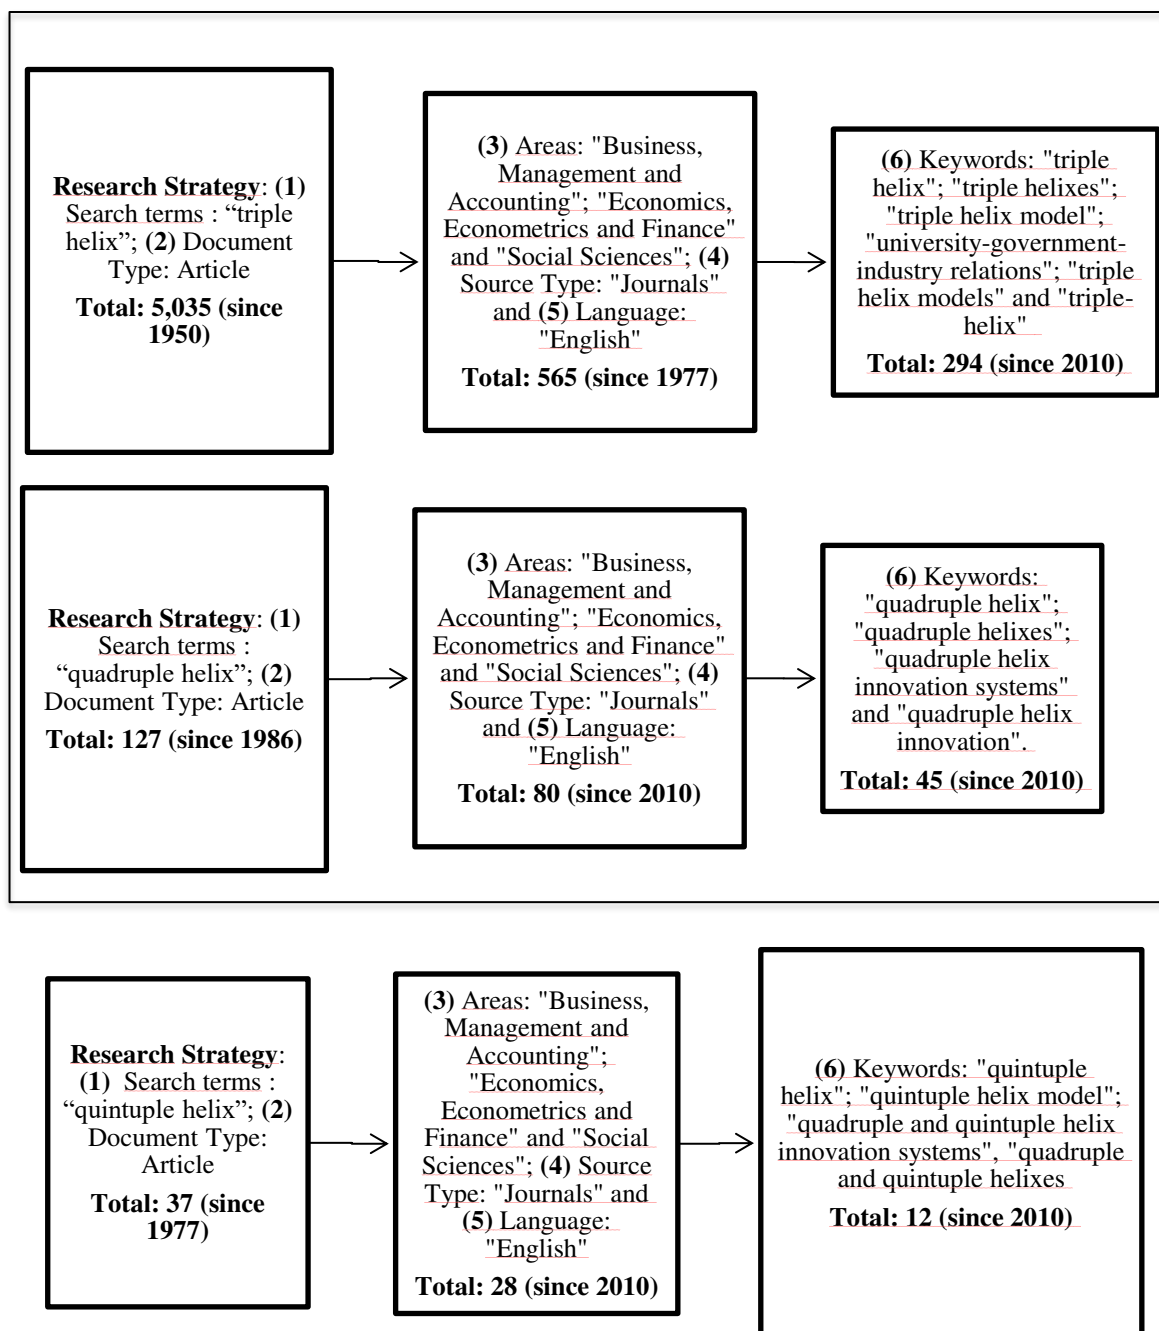 Research Strategy: (1)
Search terms : “triple
helix”; (2) Document
Type: Article
Total: 5,035 (since
1950)
(3) Areas: "Business,
Management and
Accounting"; "Economics,
Econometrics and Finance"
and "Social Sciences"; (4)
Source Type: "Journals"
and (5) Language:
"English"
Total: 565 (since 1977)
(6) Keywords: "triple
helix"; "triple helixes";
"triple helix model";
"university-government-
industry relations"; "triple
helix models" and "triple-
helix"
Total: 294 (since 2010)
Research Strategy: (1)
Search terms :
“quadruple helix”; (2)
Document Type: Article
Total: 127 (since 1986)
(3) Areas: "Business,
Management and
Accounting"; "Economics,
Econometrics and Finance"
and "Social Sciences"; (4)
Source Type: "Journals"
and (5) Language:
"English"
Total: 80 (since 2010)
(6) Keywords:
"quadruple helix";
"quadruple helixes";
"quadruple helix
innovation systems"
and "quadruple helix
innovation".
Total: 45 (since 2010)
Research Strategy:
(1) Search terms :
“quintuple helix”; (2)
Document Type:
Article
Total: 37 (since
1977)
(3) Areas: "Business,
Management and
Accounting";
"Economics,
Econometrics and
Finance" and "Social
Sciences"; (4) Source
Type: "Journals" and
(5) Language:
"English"
Total: 28 (since 2010)
(6) Keywords: "quintuple
helix"; "quintuple helix model";
"quadruple and quintuple helix
innovation systems", "quadruple
and quintuple helixes
Total: 12 (since 2010)